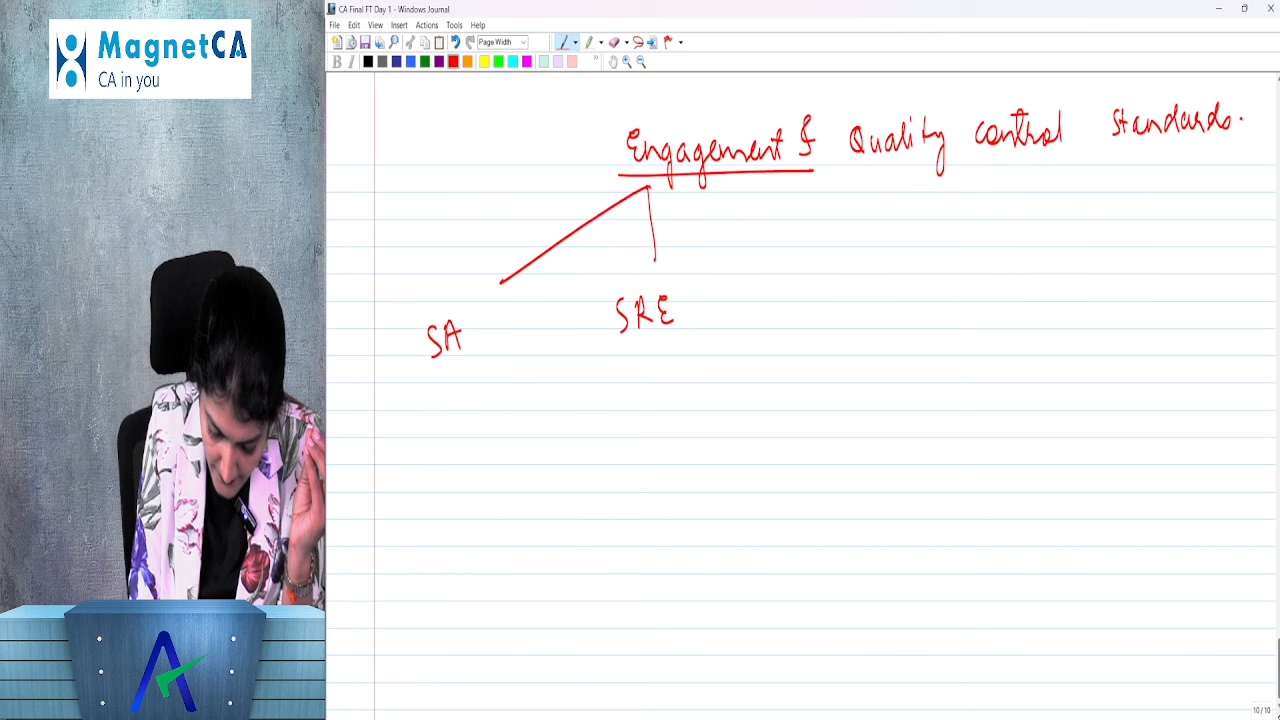 MagnetCA
CA in you
CA Final FT Day 1 - Windows Journal
File Edit View Insert Actions Tools Help
Page Width
B I
Engagement & Quality control Standards.
SA
SRE
10 / 10